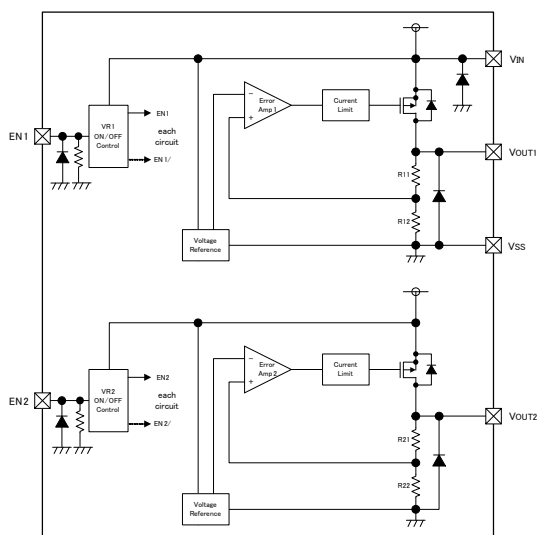 VIN
Error
Amp 1
−
+
Current
Limit
EN1
VR1
ON/OFF
Control
EN1
each
circuit
EN1/
VOUT1
R11
R12
Voltage
Reference
VSS
Error
Amp 2
−
+
Current
Limit
EN2
VR2
ON/OFF
Control
EN2
each
circuit
EN2/
VOUT2
R21
R22
Voltage
Reference